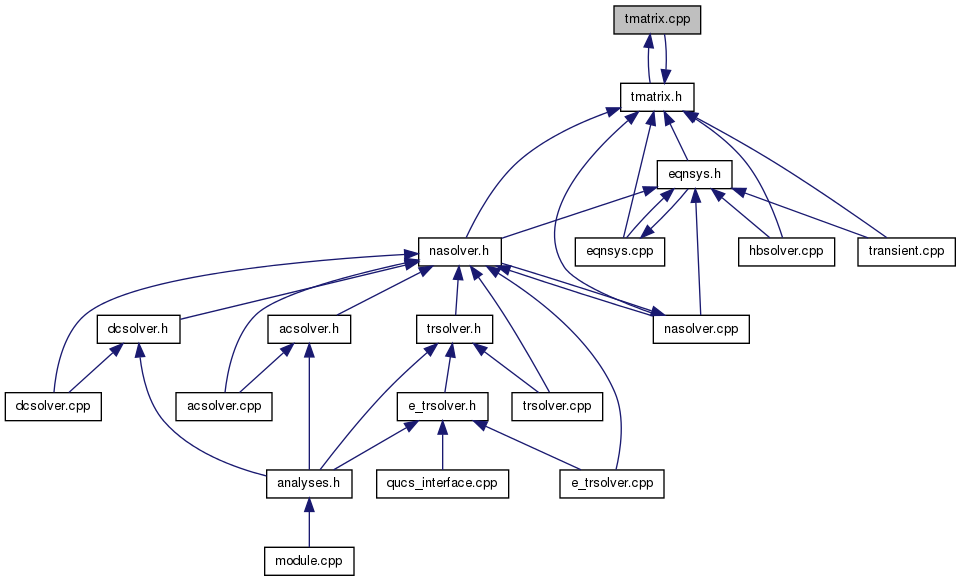 tmatrix.cpp
tmatrix.h
eqnsys.h
nasolver.h
eqnsys.cpp
hbsolver.cpp
transient.cpp
dcsolver.h
acsolver.h
trsolver.h
nasolver.cpp
dcsolver.cpp
acsolver.cpp
e_trsolver.h
trsolver.cpp
analyses.h
qucs_interface.cpp
e_trsolver.cpp
module.cpp